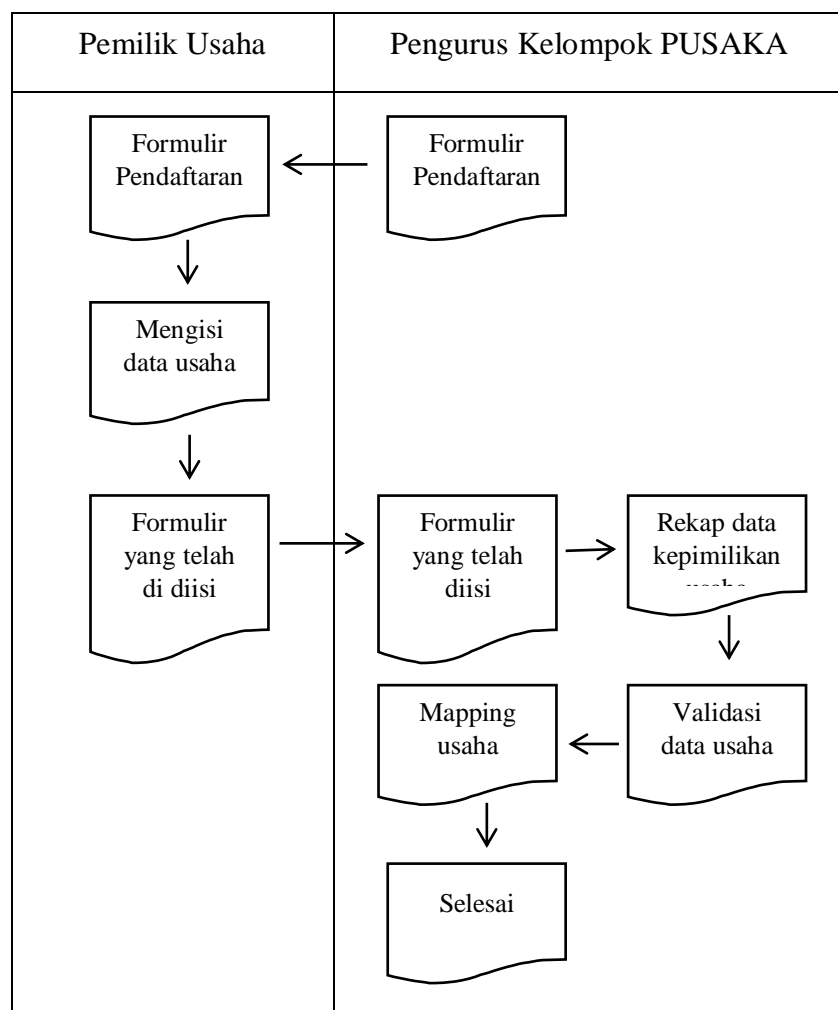 Pemilik Usaha
Pengurus Kelompok PUSAKA
Formulir
Pendaftaran
Formulir
Pendaftaran
Mengisi
data usaha
Formulir
yang telah
di diisi
Formulir
yang telah
diisi
Rekap data
kepimilikan
Mapping
usaha
Validasi
data usaha
Selesai